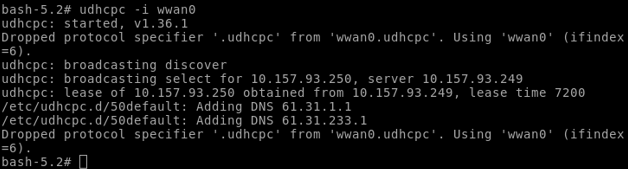 bash-5.2# udhcpc -i wwan0
udhcpc: started, v1.36.1
Dropped protocol specifier '.udhcpc' from 'wwan0.udhcpc'. Using 'wwan0' (ifindex
=6).
udhcpc: broadcasting discover
udhcpc: broadcasting select for 10.157.93.250, server 10.157.93.249
udhcpc: lease of 10.157.93.250 obtained from 10.157.93.249, lease time 7200
/etc/udhcpc.d/50default: Adding DNS 61.31.1.1
/etc/udhcpc.d/50default: Adding DNS 61.31.233.1
Dropped protocol specifier '.udhcpc' from 'wwan0.udhcpc'. Using 'wwan0' (ifindex
=6).
bash-5.2#